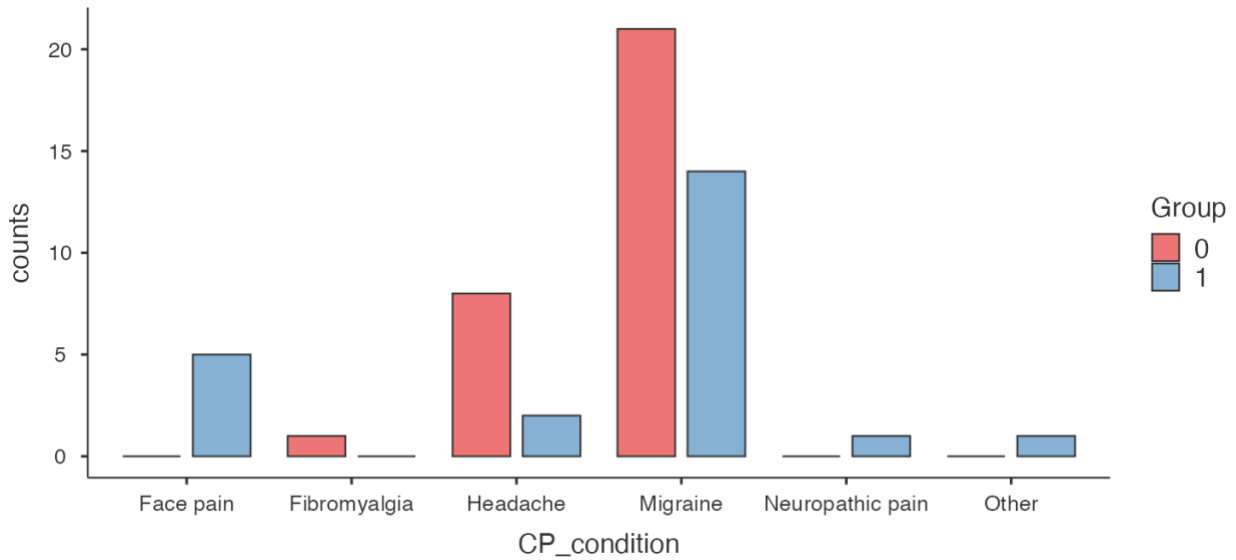 20
15
10
5
0
counts
Face pain
Fibromyalgia
Headache
Migraine
Neuropathic pain
Other
CP_condition
Group
0
1